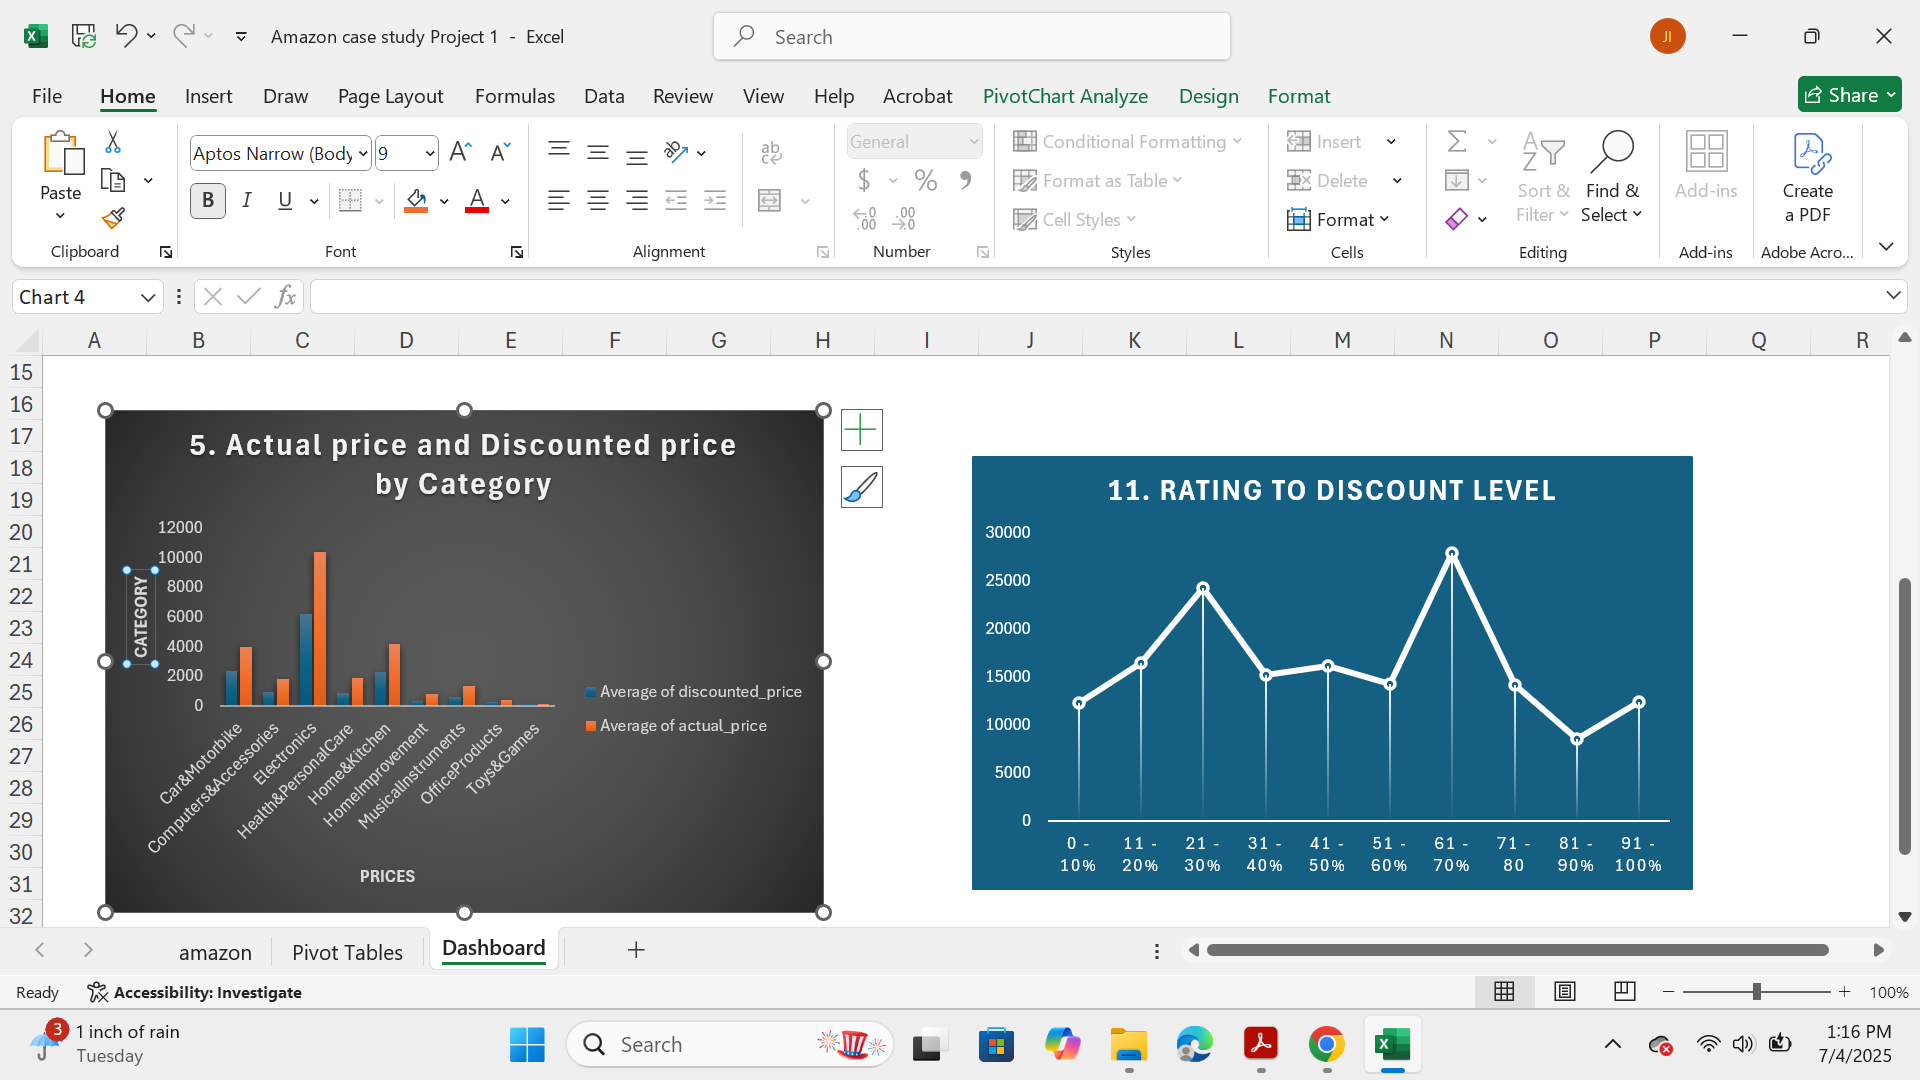 Amazon case study Project 1 - Excel
Search
JI
File Home Insert Draw Page Layout Formulas Data Review View Help Acrobat PivotChart Analyze Design Format
Share
Paste
Clipboard
Aptos Narrow (Body
9
B I U
Font
Alignment
General
Number
Conditional Formatting
Format as Table
Cell Styles
Styles
Insert
Delete
Format
Cells
Sort &
Filter
Find &
Select
Editing
Add-ins
Add-ins
Create
a PDF
Adobe Acro...
Chart 4
fx
A B C D E F G H I J K L M N O P Q R
15
16
17
18
19
20
21
22
23
24
25
26
27
28
29
30
31
32
5. Actual price and Discounted price
by Category
12000
10000
8000
6000
4000
2000
0
CATEGORY
Car&Motorbike
Computers&Accessories
Electronics
Health&PersonalCare
Home&Kitchen
HomeImprovement
MusicalInstruments
OfficeProducts
Toys&Games
PRICES
Average of discounted_price
Average of actual_price
11. RATING TO DISCOUNT LEVEL
30000
25000
20000
15000
10000
5000
0
0 - 11 - 21 - 31 - 41 - 51 - 61 - 71 - 81 - 91 -
10% 20% 30% 40% 50% 60% 70% 80 90% 100%
amazon Pivot Tables Dashboard
Ready
Accessibility: Investigate
100%
3
1 inch of rain
Tuesday
Search
1:16 PM
7/4/2025